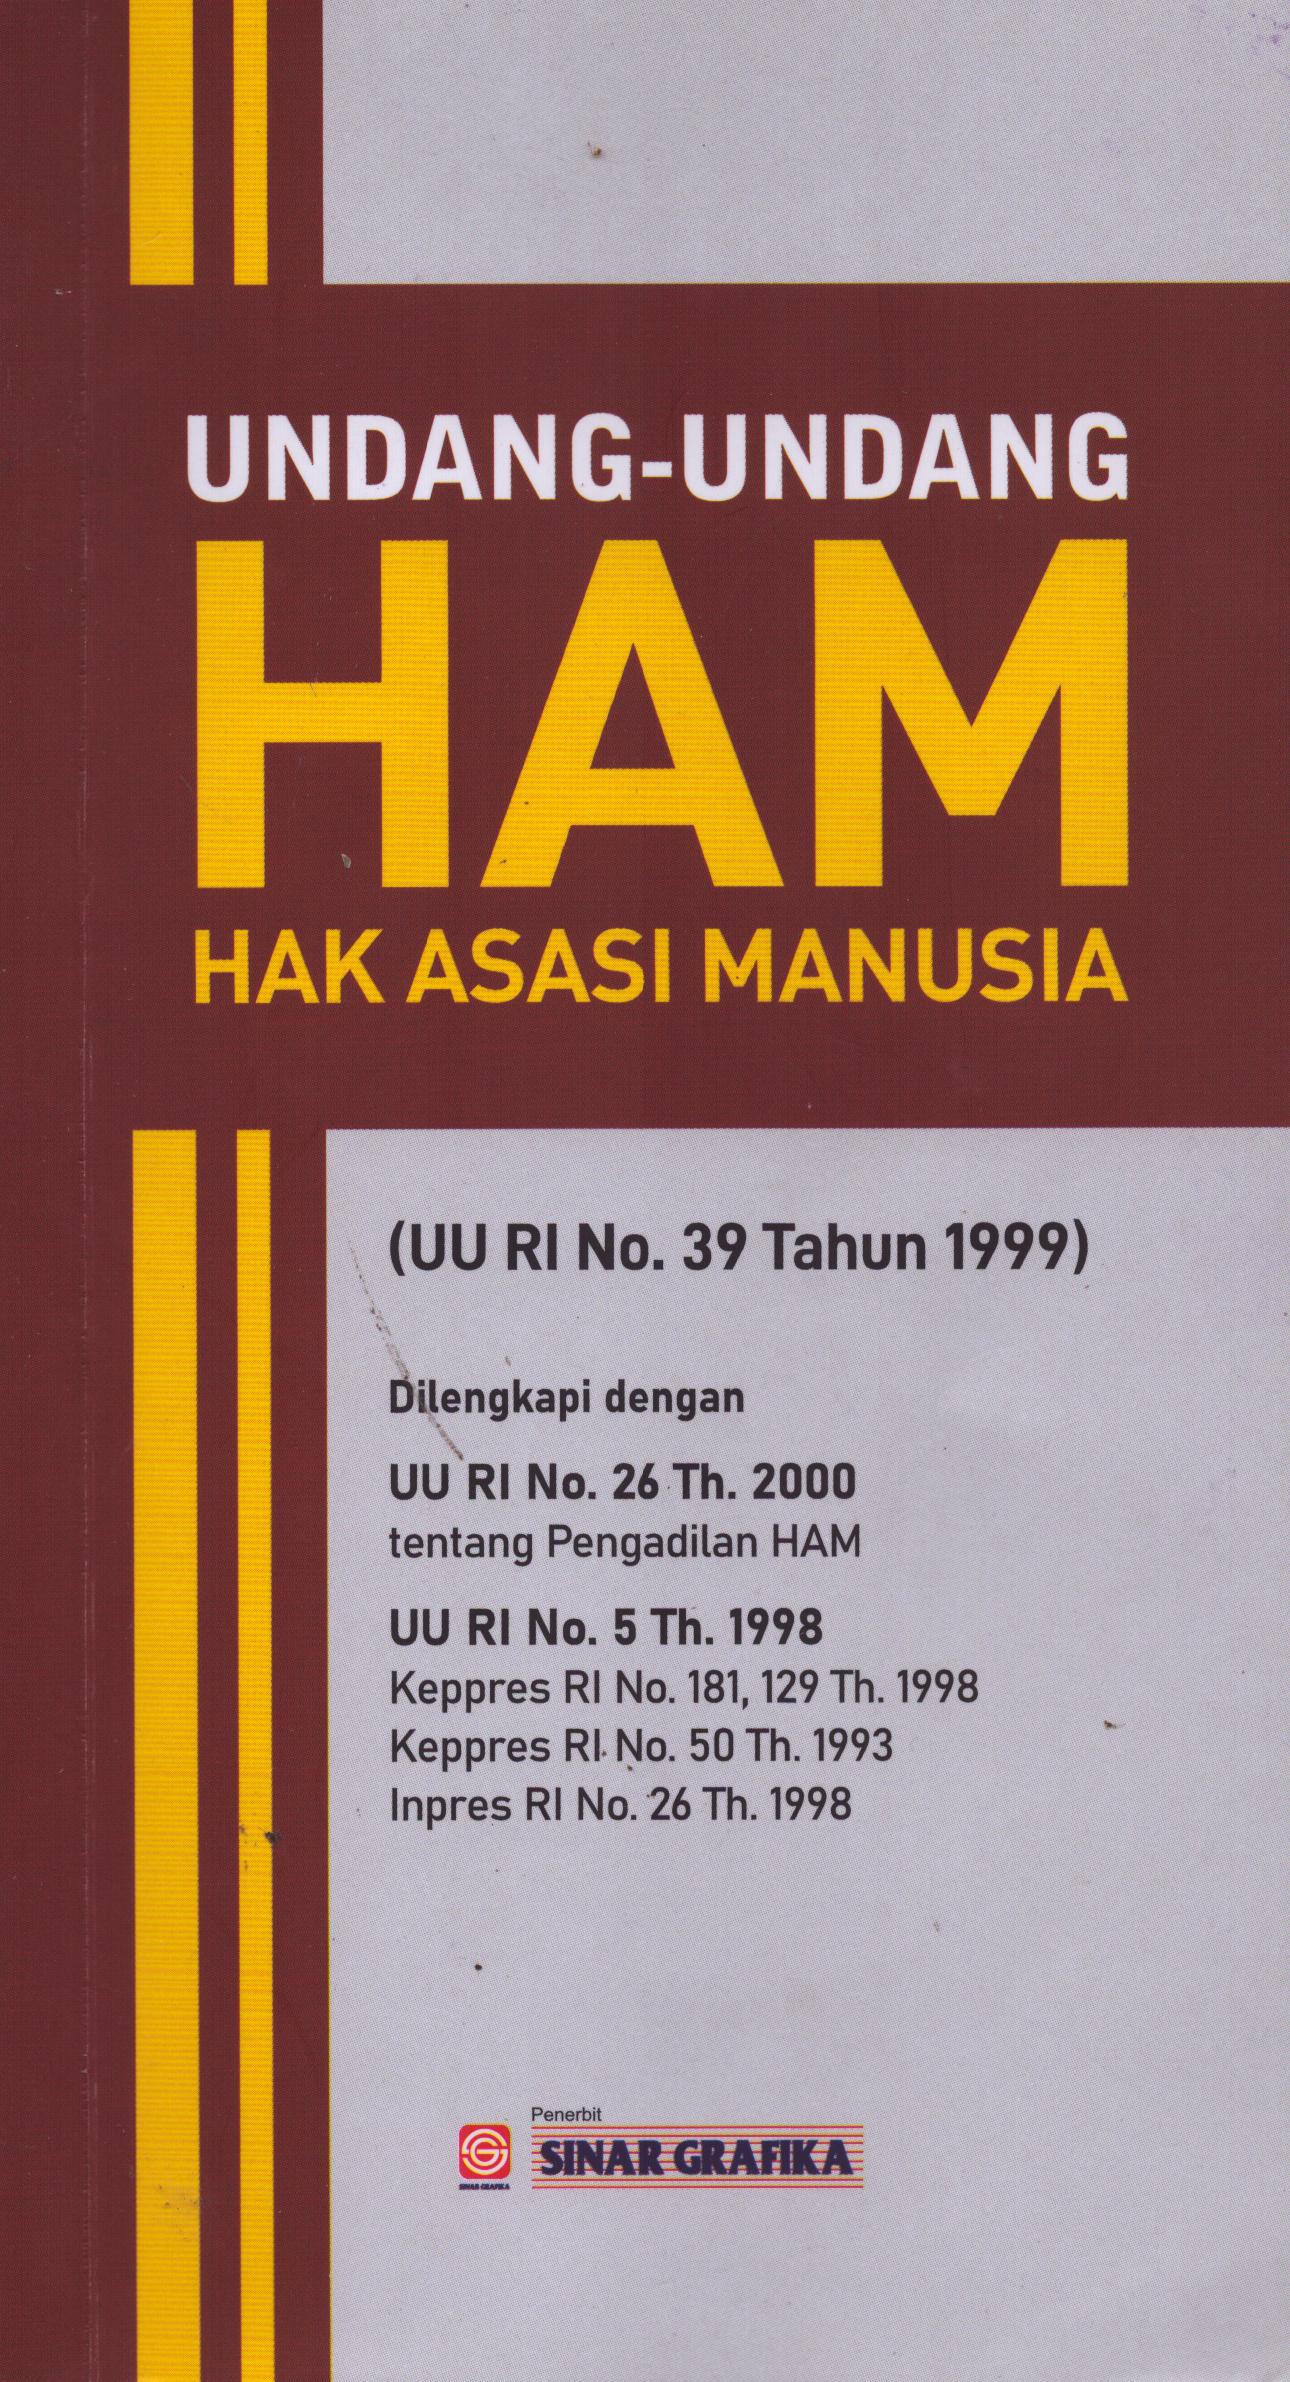 UNDANG-UNDANG
HAM
HAK ASASI MANUSIA
(UU RI No. 39 Tahun 1999)
Dilengkapi dengan
UU RI No. 26 Th. 2000
tentang Pengadilan HAM
UU RI No. 5 Th. 1998
Keppres RI No. 181, 129 Th. 1998
Keppres RI No. 50 Th. 1993
Inpres RI No. 26 Th. 1998
Penerbit
SINAR GRAFIKA
SINAR GRAFIKA